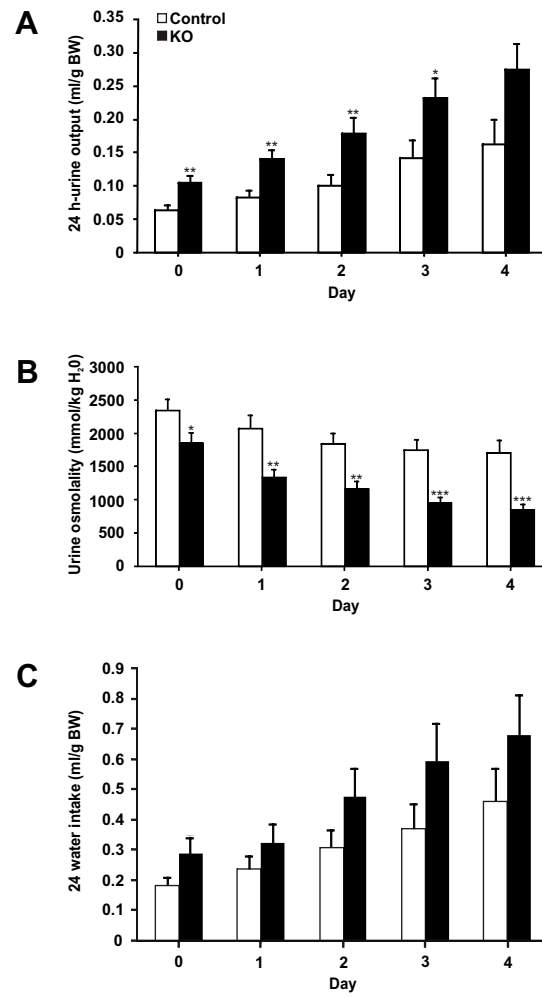 A
24 h-urine output (ml/g BW)
Control
KO
0.35
0.30
0.25
0.20
0.15
0.10
0.05
0
**
**
**
*
0 1 2 3 4
Day
B
Urine osmolality (mmol/kg H₂0)
3000
2500
2000
1500
1000
500
0
*
**
**
***
***
0 1 2 3 4
Day
C
24 water intake (ml/g BW)
0.9
0.8
0.7
0.6
0.5
0.4
0.3
0.2
0.1
0
0 1 2 3 4
Day